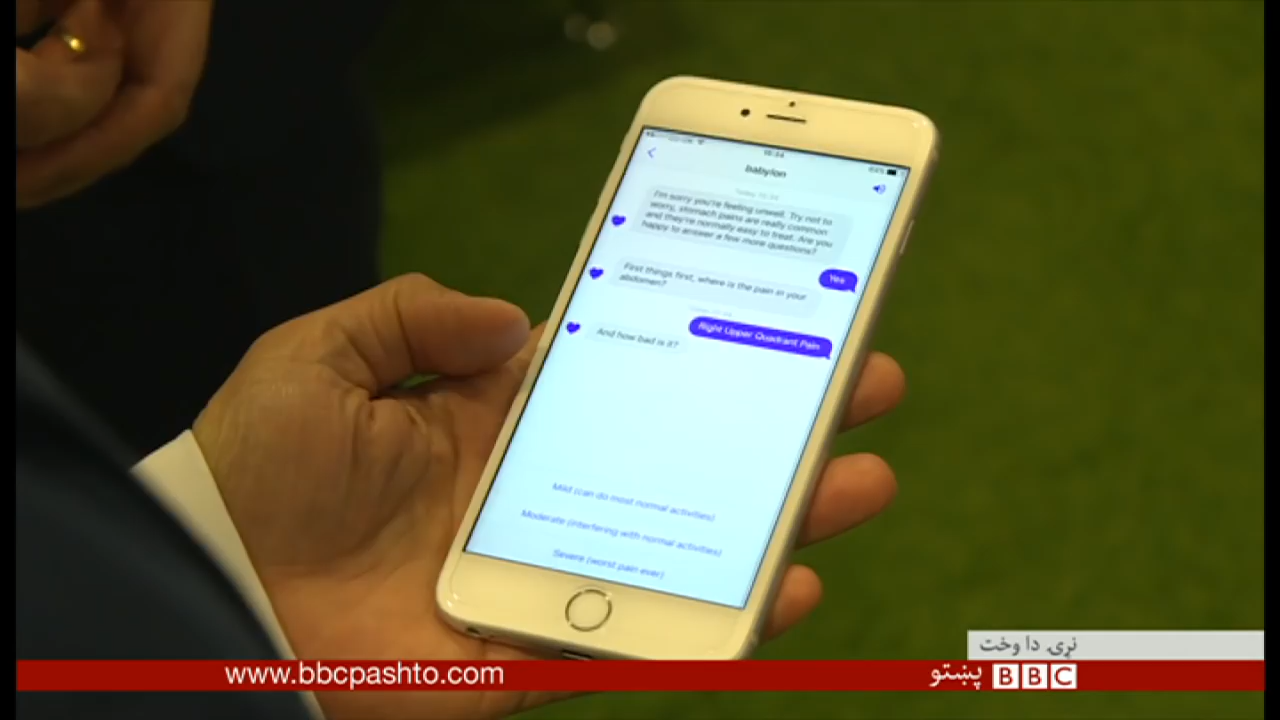 babylon
I'm sorry you're feeling unwell. Try not to
worry, stomach pains are really common
and they're normally easy to treat. Are you
happy to answer a few more questions?
Yes
First things first, where is the pain in your
abdomen?
Right Upper Quadrant Pain
And how bad is it?
Mild (can do most normal activities)
Moderate (interfering with normal activities)
Severe (worst pain ever)
نړۍ دا وخت
www.bbcpashto.com
BBC پښتو